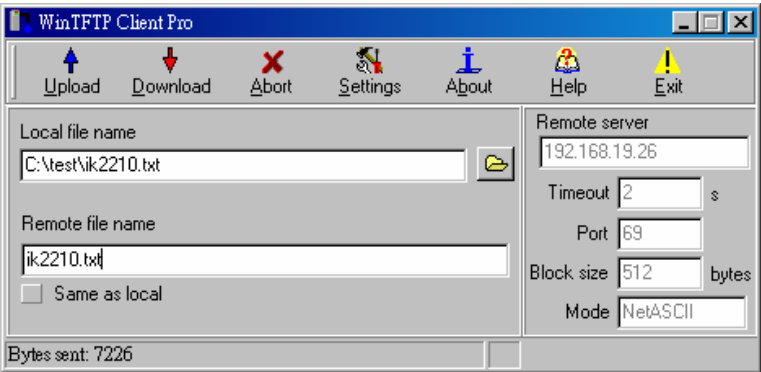 WinTFTP Client Pro
Upload Download Abort Settings About Help Exit
Local file name
C:\test\ik2210.txt
Remote file name
ik2210.txt
Same as local
Remote server
192.168.19.26
Timeout 2 s
Port 69
Block size 512 bytes
Mode NetASCII
Bytes sent: 7226